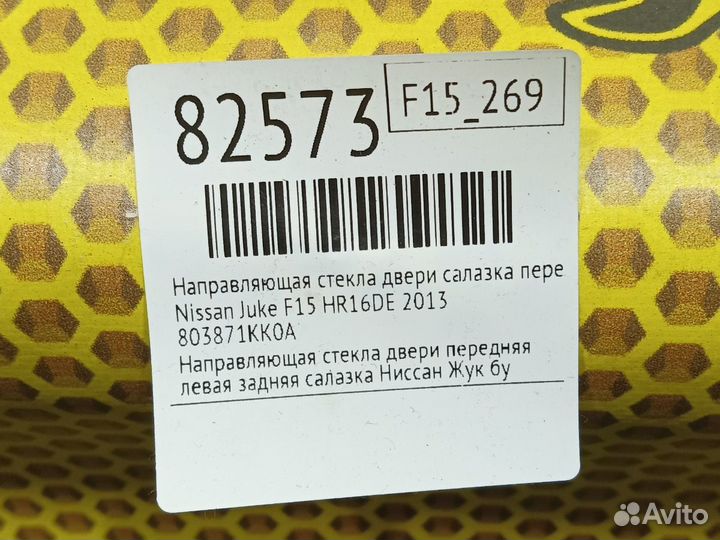 82573
F15_269
Направляющая стекла двери салазка пере
Nissan Juke F15 HR16DE 2013
803871KK0A
Направляющая стекла двери передняя
левая задняя салазка Ниссан Жук бу
Avito